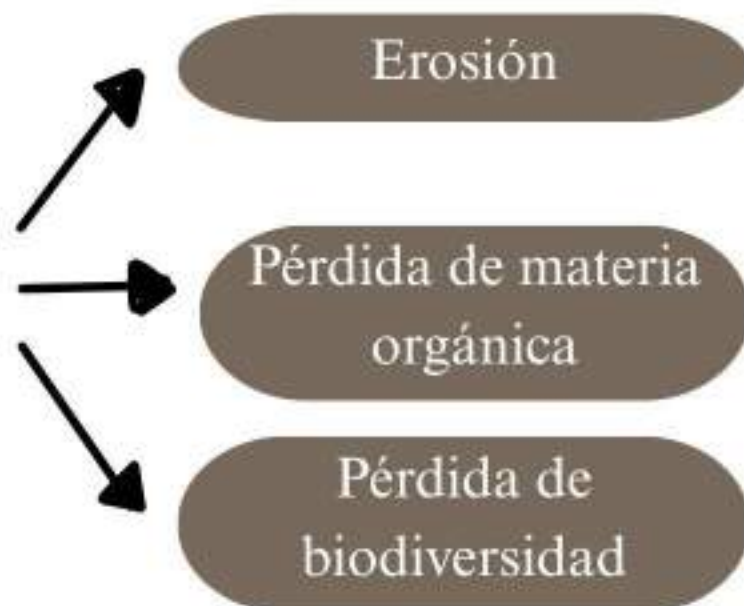 Erosión
Pérdida de materia
orgánica
Pérdida de
biodiversidad